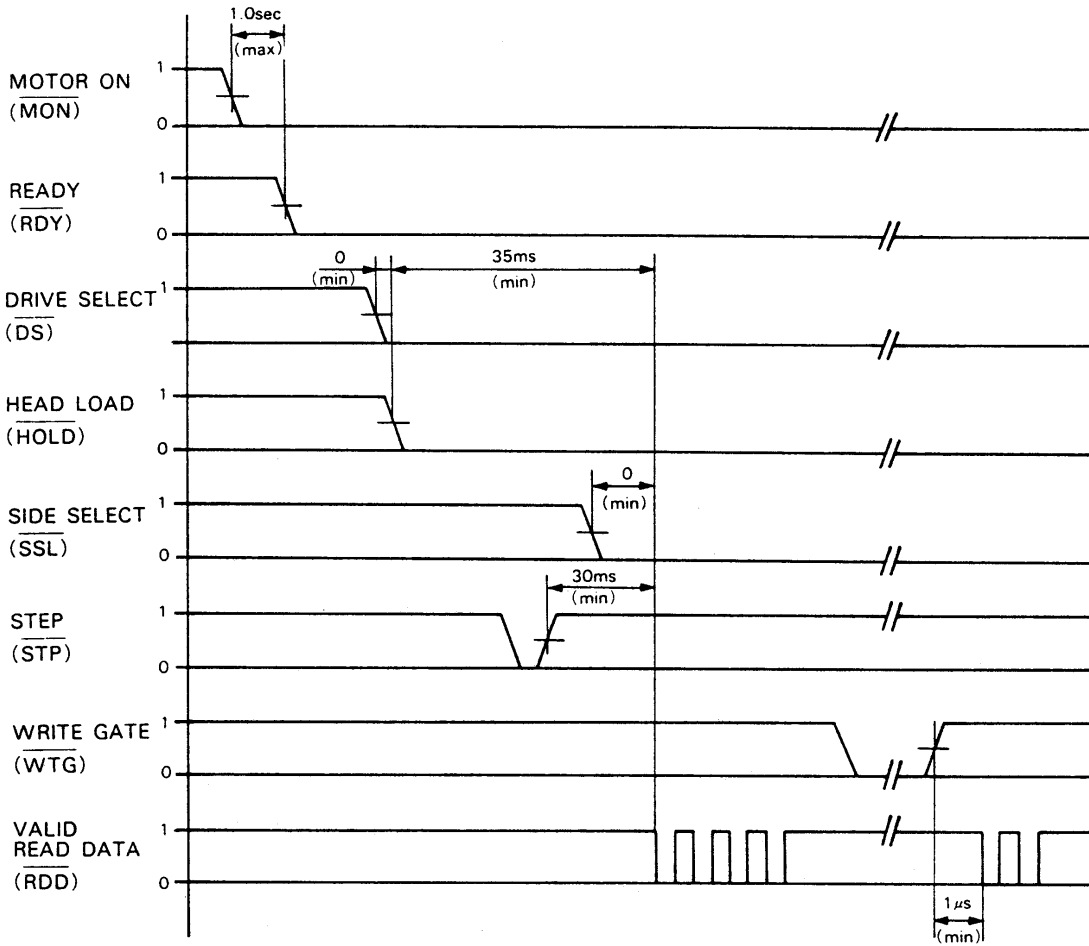 1.0sec
(max)
MOTOR ON
(MON)
1
0
READY
(RDY)
1
0
0
(min)
35ms
(min)
DRIVE SELECT
(DS)
1
HEAD LOAD
(HOLD)
1
0
0
(min)
SIDE SELECT
(SSL)
1
0
30ms
(min)
STEP
(STP)
1
0
WRITE GATE
(WTG)
1
0
VALID
READ DATA
(RDD)
1
0
1μs
(min)